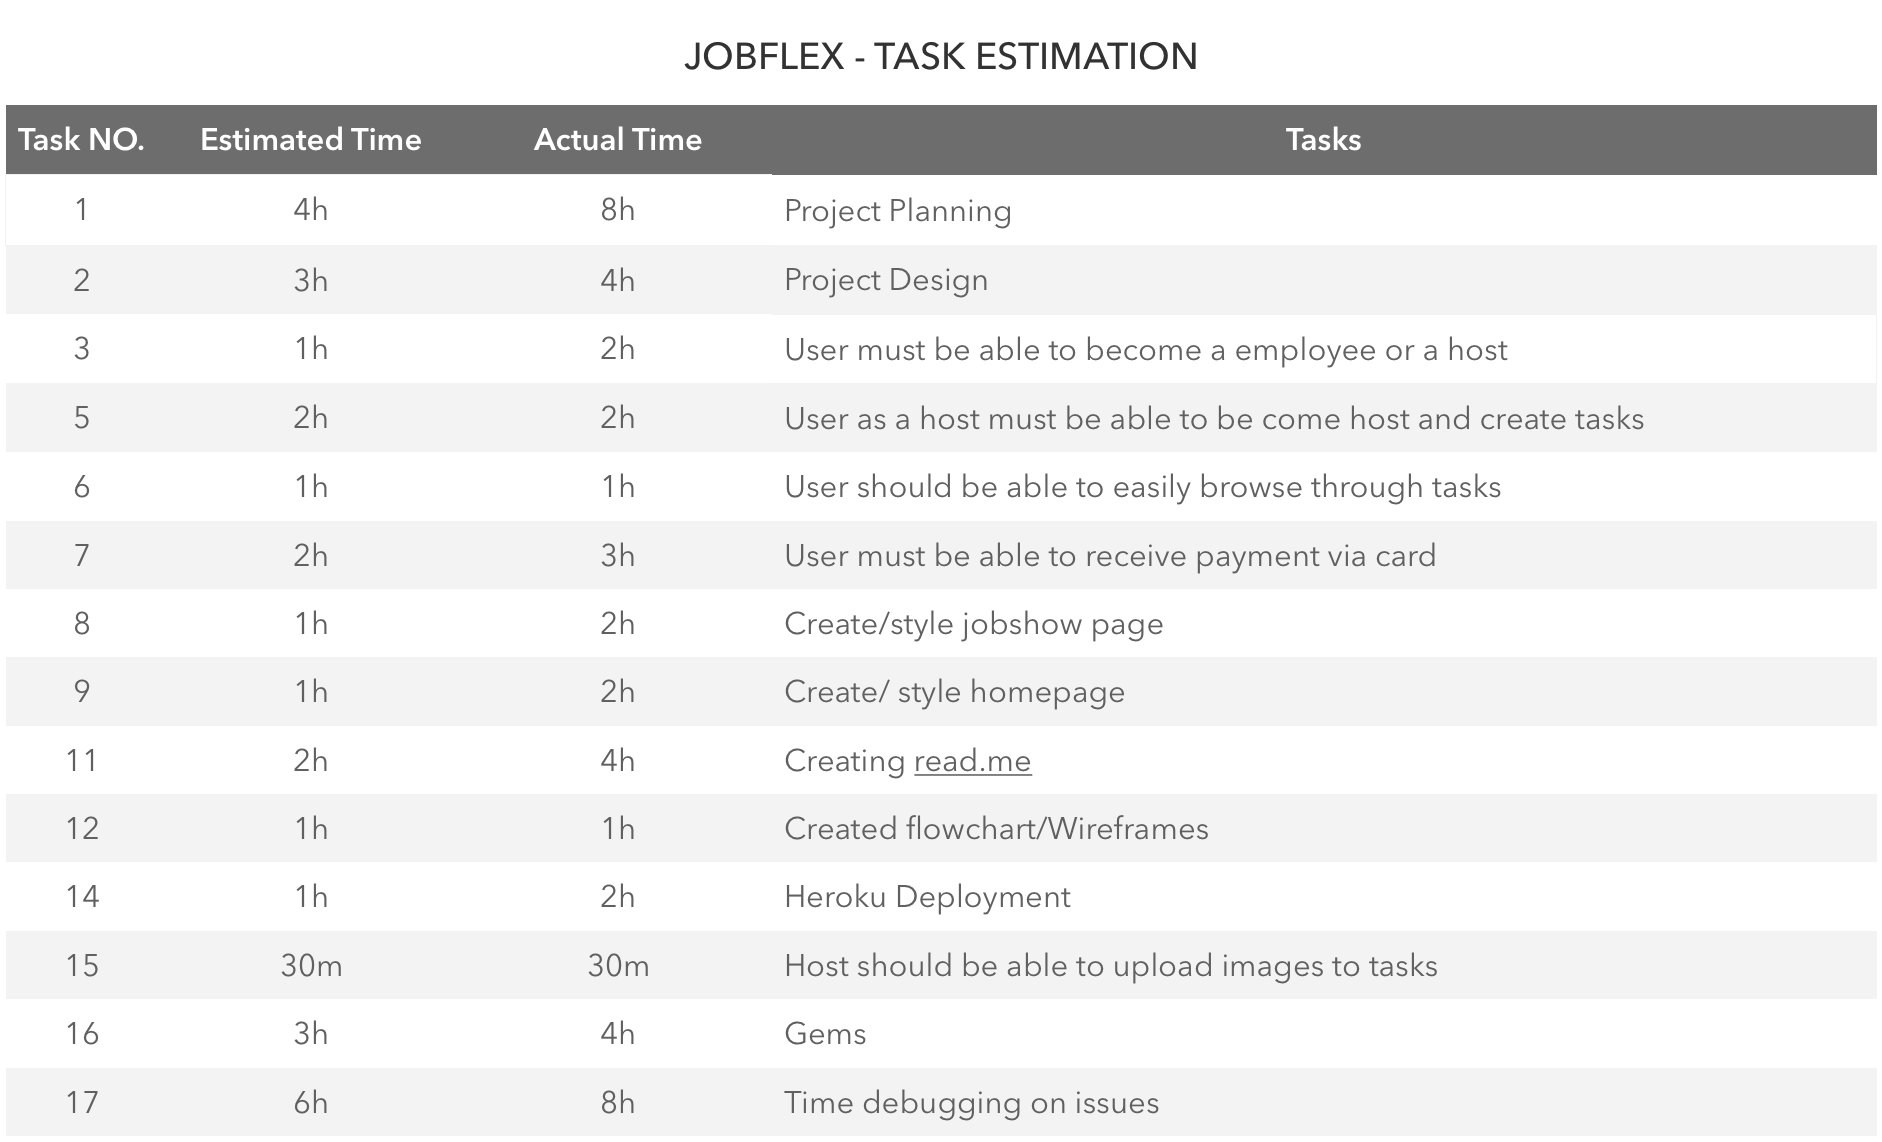 JOBFLEX - TASK ESTIMATION
Task NO. Estimated Time Actual Time Tasks
1 4h 8h Project Planning
2 3h 4h Project Design
3 1h 2h User must be able to become a employee or a host
5 2h 2h User as a host must be able to be come host and create tasks
6 1h 1h User should be able to easily browse through tasks
7 2h 3h User must be able to receive payment via card
8 1h 2h Create/style jobshow page
9 1h 2h Create/ style homepage
11 2h 4h Creating read.me
12 1h 1h Created flowchart/Wireframes
14 1h 2h Heroku Deployment
15 30m 30m Host should be able to upload images to tasks
16 3h 4h Gems
17 6h 8h Time debugging on issues